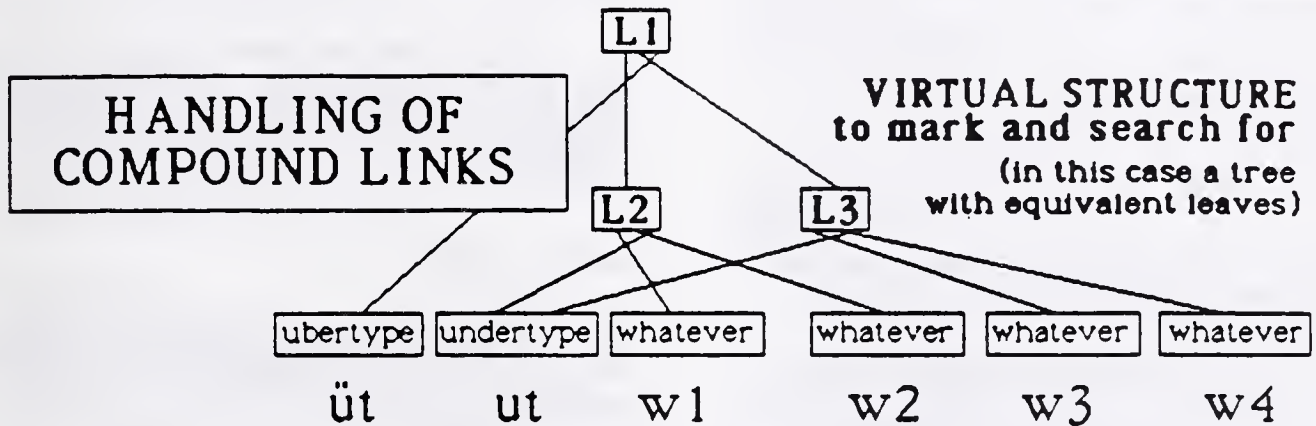 L1
HANDLING OF
COMPOUND LINKS
VIRTUAL STRUCTURE
to mark and search for
(in this case a tree
with equivalent leaves)
L2
L3
ubertype
undertype
whatever
whatever
whatever
whatever
üt
ut
w1
w2
w3
w4